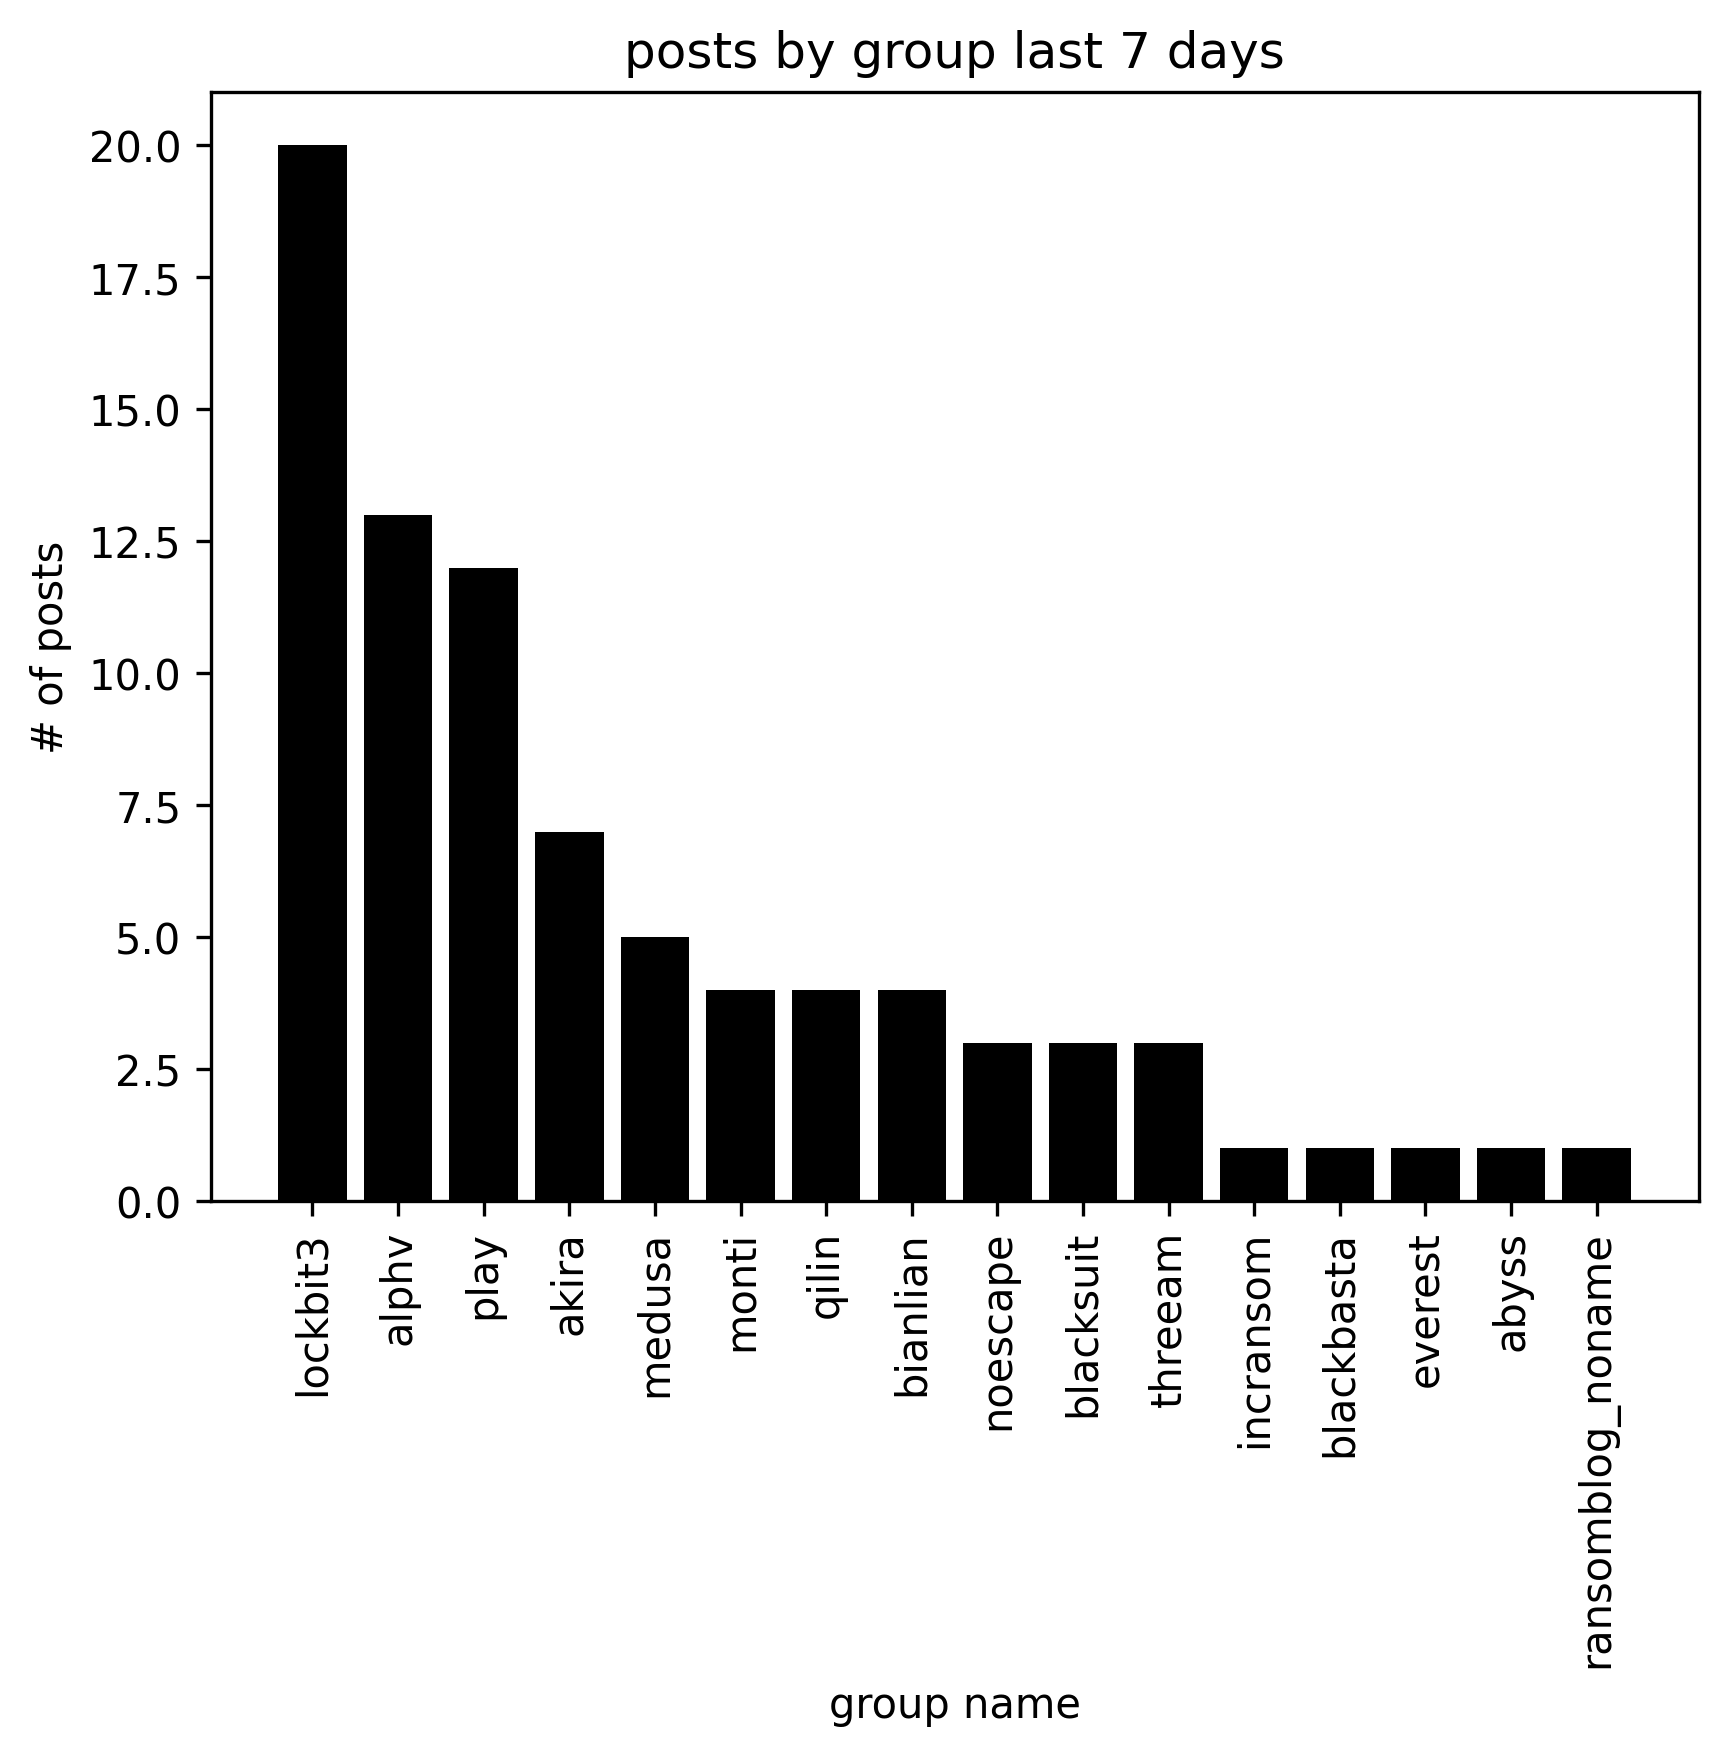 posts by group last 7 days
20.0
17.5
15.0
12.5
10.0
7.5
5.0
2.5
0.0
# of posts
lockbit3
alphv
play
akira
medusa
monti
qilin
bianlian
noescape
blacksuit
threeam
incransom
blackbasta
everest
abyss
ransomblog_noname
group name